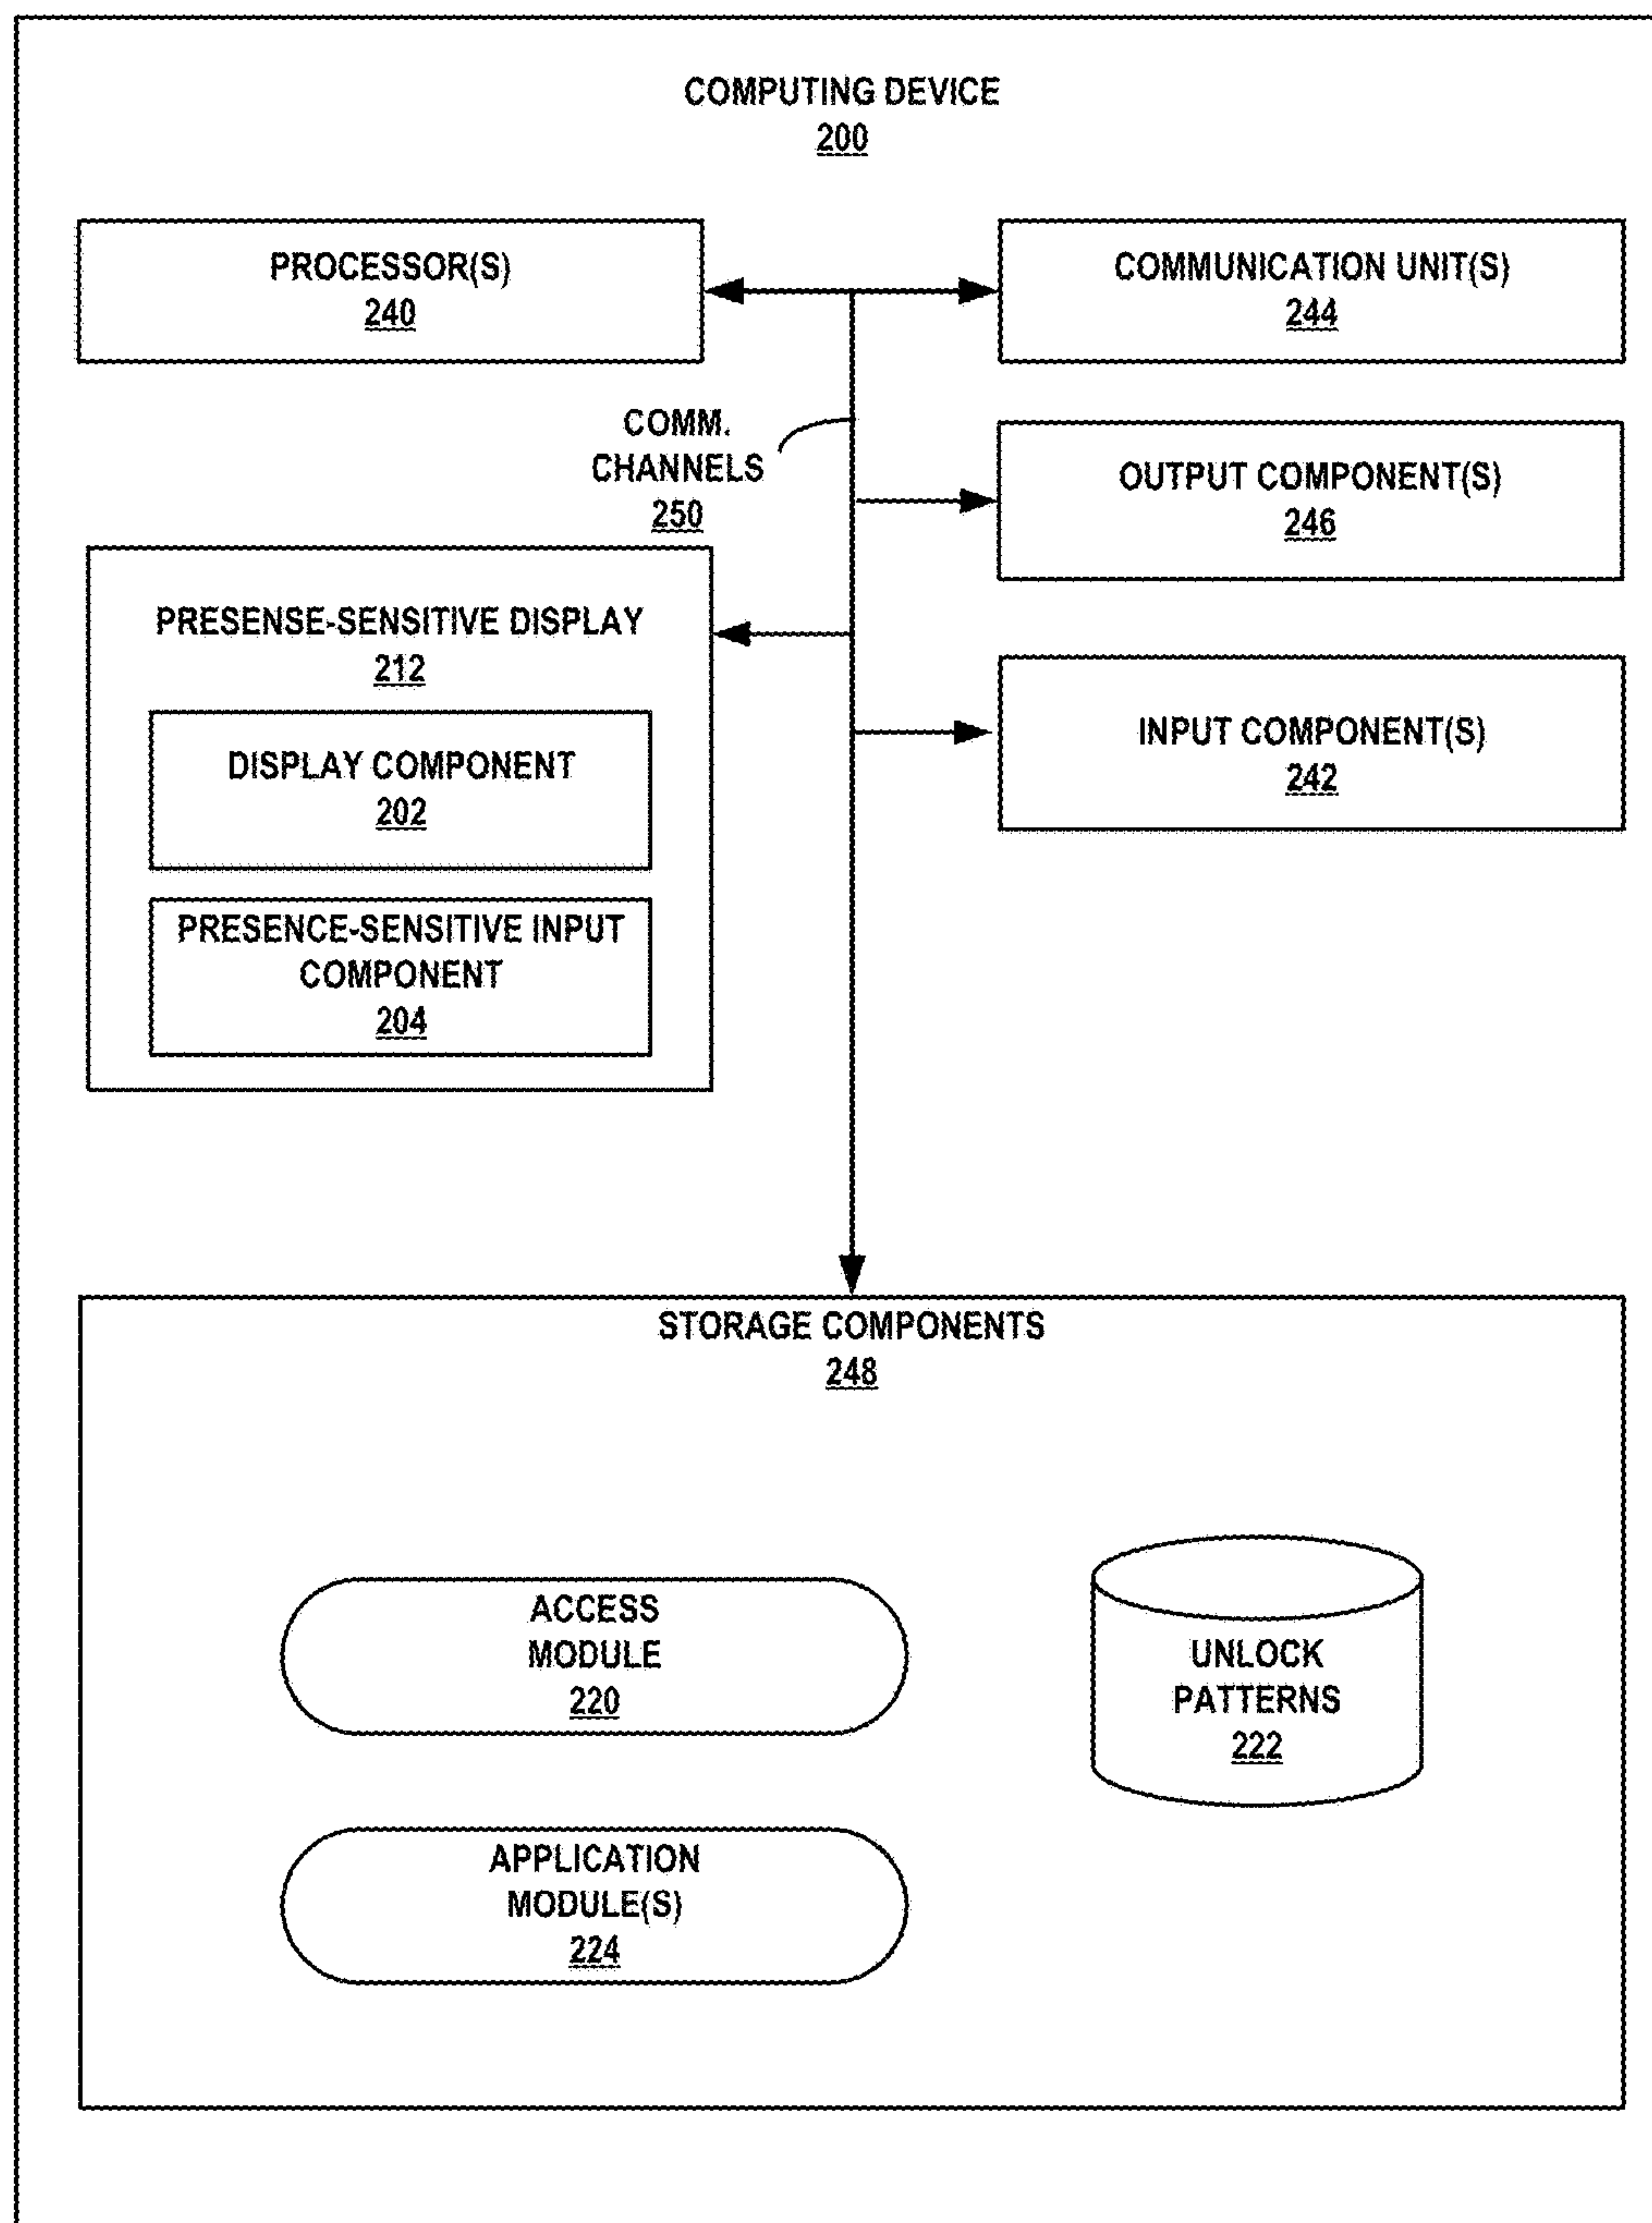 COMPUTING DEVICE
200
PROCESSOR(S)
240
COMMUNICATION UNIT(S)
244
COMM.
CHANNELS
250
OUTPUT COMPONENT(S)
246
PRESENSE-SENSITIVE DISPLAY
212
DISPLAY COMPONENT
202
PRESENCE-SENSITIVE INPUT
COMPONENT
204
INPUT COMPONENT(S)
242
STORAGE COMPONENTS
248
ACCESS
MODULE
220
UNLOCK
PATTERNS
222
APPLICATION
MODULE(S)
224